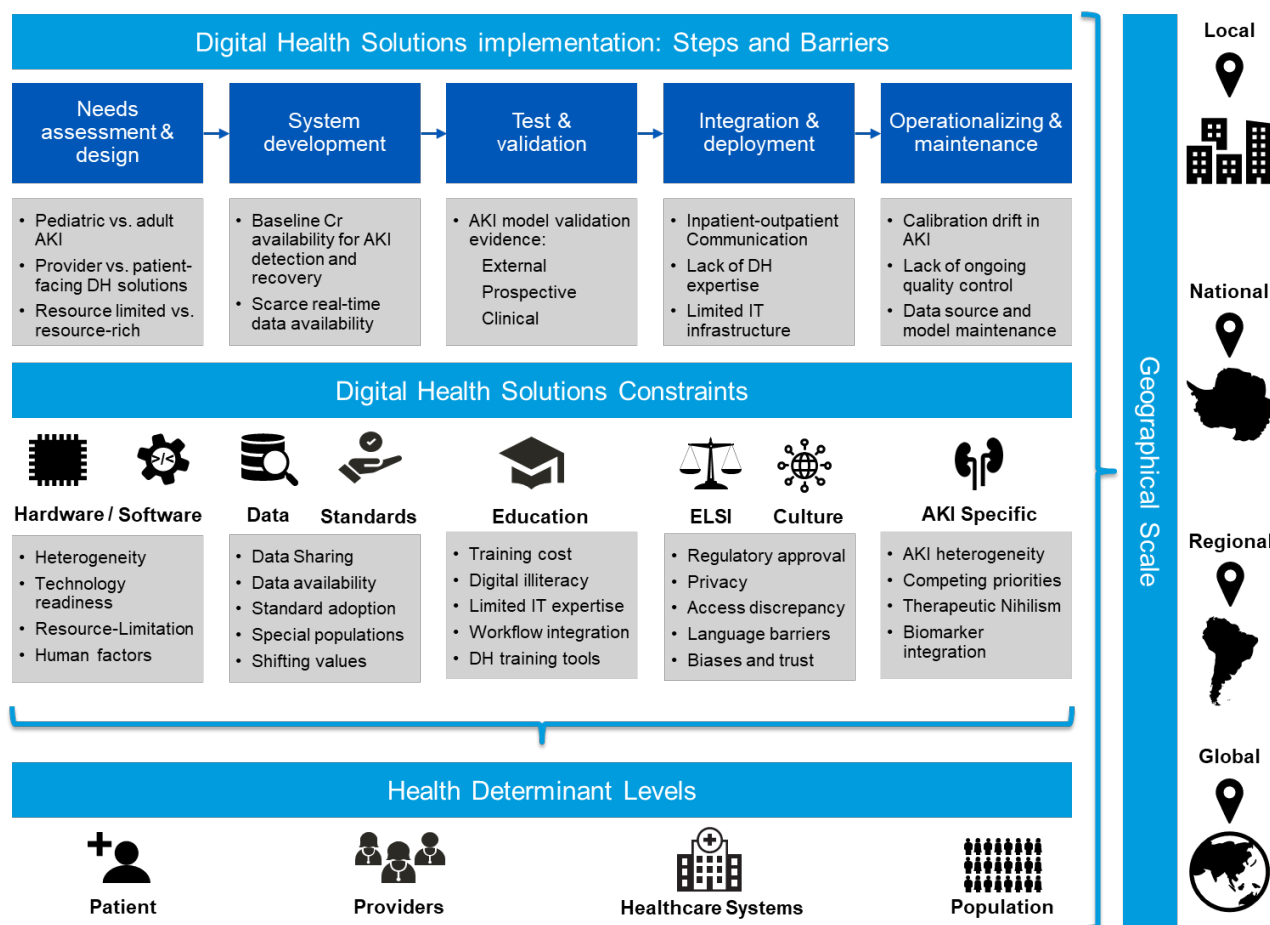 Digital Health Solutions implementation: Steps and Barriers
Needs
assessment &
design
System
development
Test &
validation
Integration &
deployment
Operationalizing &
maintenance
• Pediatric vs. adult
AKI
• Provider vs. patient-
facing DH solutions
• Resource limited vs.
resource-rich
• Baseline Cr
availability for AKI
detection and
recovery
• Scarce real-time
data availability
• AKI model validation
evidence:
External
Prospective
Clinical
• Inpatient-outpatient
Communication
• Lack of DH
expertise
• Limited IT
infrastructure
• Calibration drift in
AKI
• Lack of ongoing
quality control
• Data source and
model maintenance
Digital Health Solutions Constraints
</>
Hardware / Software
• Heterogeneity
• Technology
readiness
• Resource-Limitation
• Human factors
Data
Standards
• Data Sharing
• Data availability
• Standard adoption
• Special populations
• Shifting values
Education
• Training cost
• Digital illiteracy
• Limited IT expertise
• Workflow integration
• DH training tools
ELSI
Culture
• Regulatory approval
• Privacy
• Access discrepancy
• Language barriers
• Biases and trust
AKI Specific
• AKI heterogeneity
• Competing priorities
• Therapeutic Nihilism
• Biomarker
integration
Health Determinant Levels
Patient
Providers
Healthcare Systems
Population
Geographical Scale
Local
National
Regional
Global